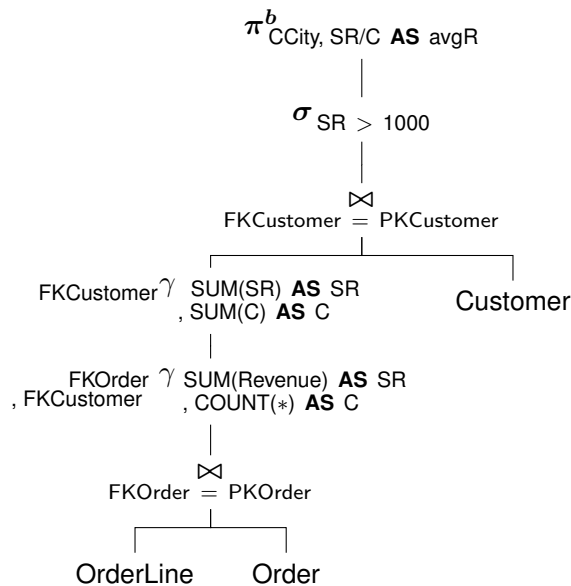 π^b CCity, SR/C AS avgR
σ SR > 1000
⋈
FKCustomer = PKCustomer
FKCustomer γ SUM(SR) AS SR
, SUM(C) AS C
Customer
FKOrder γ SUM(Revenue) AS SR
, FKCustomer , COUNT(∗) AS C
⋈
FKOrder = PKOrder
OrderLine Order